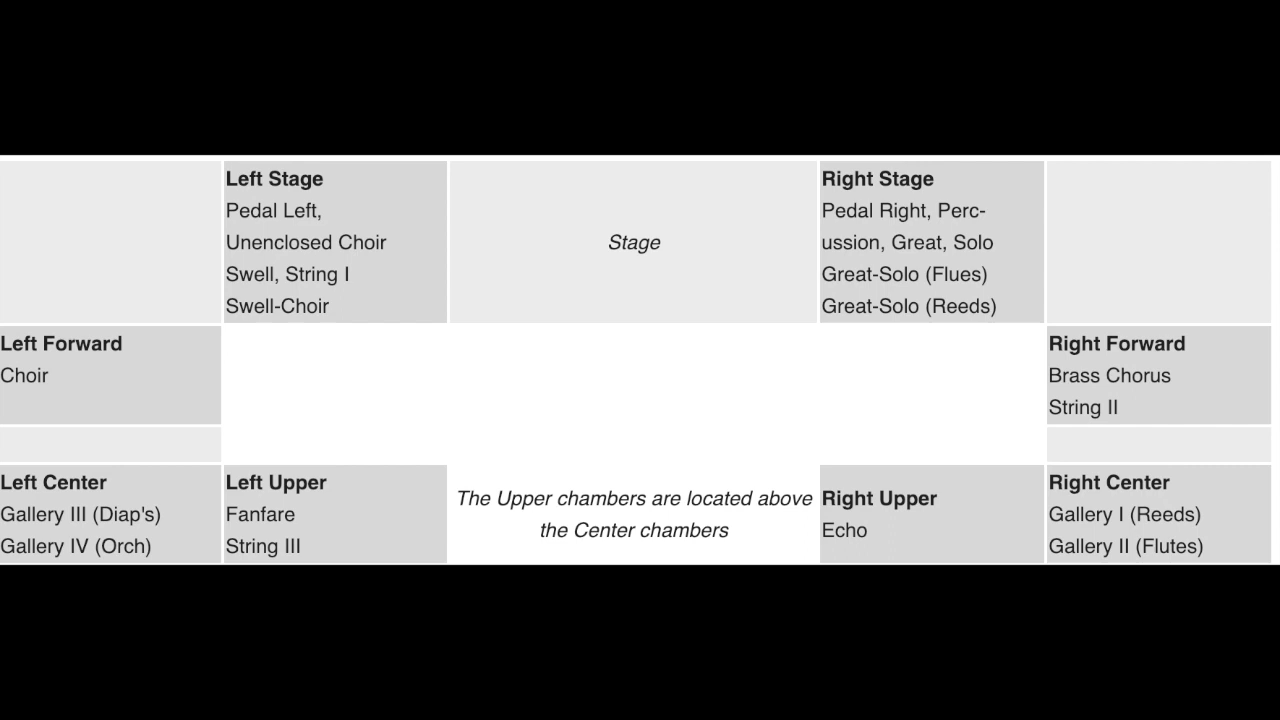 Left Stage
Pedal Left,
Unenclosed Choir
Swell, String I
Swell-Choir
Stage
Right Stage
Pedal Right, Perc-
ussion, Great, Solo
Great-Solo (Flues)
Great-Solo (Reeds)
Left Forward
Choir
Right Forward
Brass Chorus
String II
Left Center
Gallery III (Diap's)
Gallery IV (Orch)
Left Upper
Fanfare
String III
The Upper chambers are located above
the Center chambers
Right Upper
Echo
Right Center
Gallery I (Reeds)
Gallery II (Flutes)